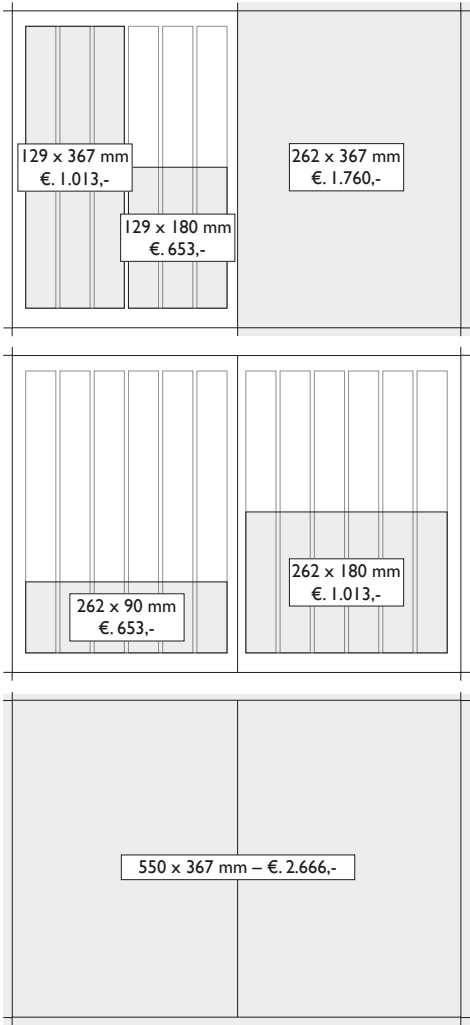 129 x 367 mm
€. 1.013,-
129 x 180 mm
€. 653,-
262 x 367 mm
€. 1.760,-
262 x 90 mm
€. 653,-
262 x 180 mm
€. 1.013,-
550 x 367 mm – €. 2.666,-